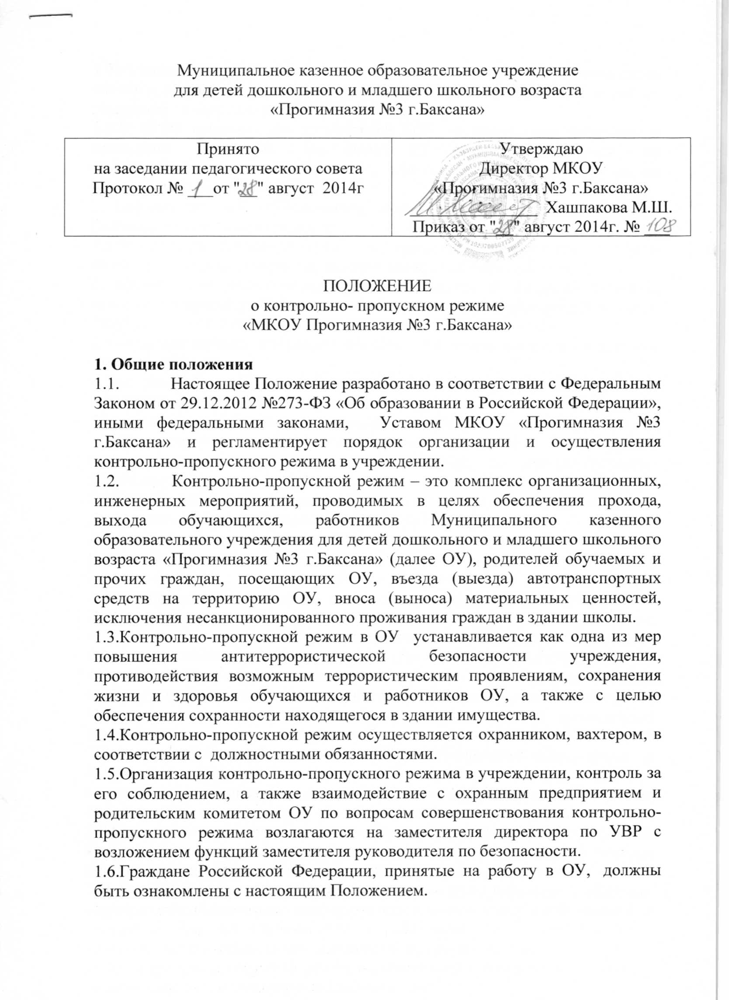 Муниципальное казенное образовательное учреждение
для детей дошкольного и младшего школьного возраста
«Прогимназия №3 г.Баксана»
Принято
на заседании педагогического совета
Протокол № 1 от "28" август 2014г
Утверждаю
Директор МКОУ
«Прогимназия №3 г.Баксана»
Хашпакова М.Ш.
Приказ от "28" август 2014г. № 108
ПОЛОЖЕНИЕ
о контрольно- пропускном режиме
«МКОУ Прогимназия №3 г.Баксана»
1. Общие положения
1.1. Настоящее Положение разработано в соответствии с Федеральным
Законом от 29.12.2012 №273-ФЗ «Об образовании в Российской Федерации»,
иными федеральными законами, Уставом МКОУ «Прогимназия №3
г.Баксана» и регламентирует порядок организации и осуществления
контрольно-пропускного режима в учреждении.
1.2. Контрольно-пропускной режим – это комплекс организационных,
инженерных мероприятий, проводимых в целях обеспечения прохода,
выхода обучающихся, работников Муниципального казенного
образовательного учреждения для детей дошкольного и младшего школьного
возраста «Прогимназия №3 г.Баксана» (далее ОУ), родителей обучаемых и
прочих граждан, посещающих ОУ, въезда (выезда) автотранспортных
средств на территорию ОУ, вноса (выноса) материальных ценностей,
исключения несанкционированного проживания граждан в здании школы.
1.3.Контрольно-пропускной режим в ОУ устанавливается как одна из мер
повышения антитеррористической безопасности учреждения,
противодействия возможным террористическим проявлениям, сохранения
жизни и здоровья обучающихся и работников ОУ, а также с целью
обеспечения сохранности находящегося в здании имущества.
1.4.Контрольно-пропускной режим осуществляется охранником, вахтером, в
соответствии с должностными обязанностями.
1.5.Организация контрольно-пропускного режима в учреждении, контроль за
его соблюдением, а также взаимодействие с охранным предприятием и
родительским комитетом ОУ по вопросам совершенствования контрольно-
пропускного режима возлагаются на заместителя директора по УВР с
возложением функций заместителя руководителя по безопасности.
1.6.Граждане Российской Федерации, принятые на работу в ОУ, должны
быть ознакомлены с настоящим Положением.